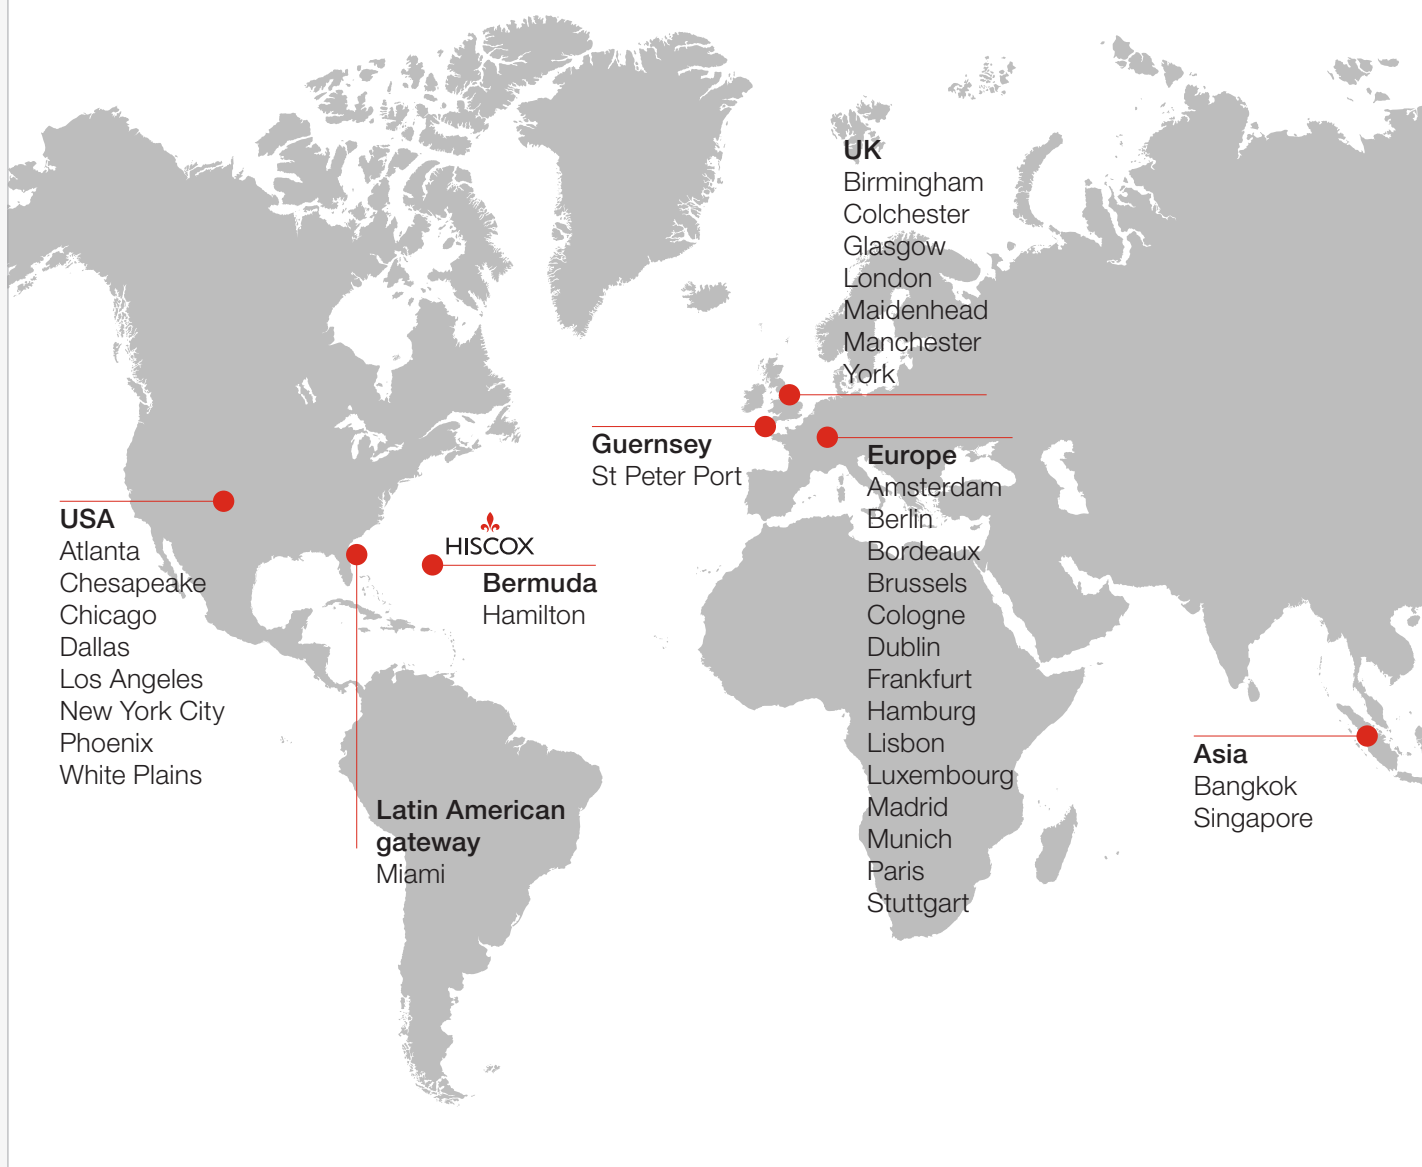 UK
Birmingham
Colchester
Glasgow
London
Maidenhead
Manchester
York
Guernsey
St Peter Port
Europe
Amsterdam
Berlin
Bordeaux
Brussels
Cologne
Dublin
Frankfurt
Hamburg
Lisbon
Luxembourg
Madrid
Munich
Paris
Stuttgart
USA
Atlanta
Chesapeake
Chicago
Dallas
Los Angeles
New York City
Phoenix
White Plains
HISCOX
Bermuda
Hamilton
Latin American
gateway
Miami
Asia
Bangkok
Singapore